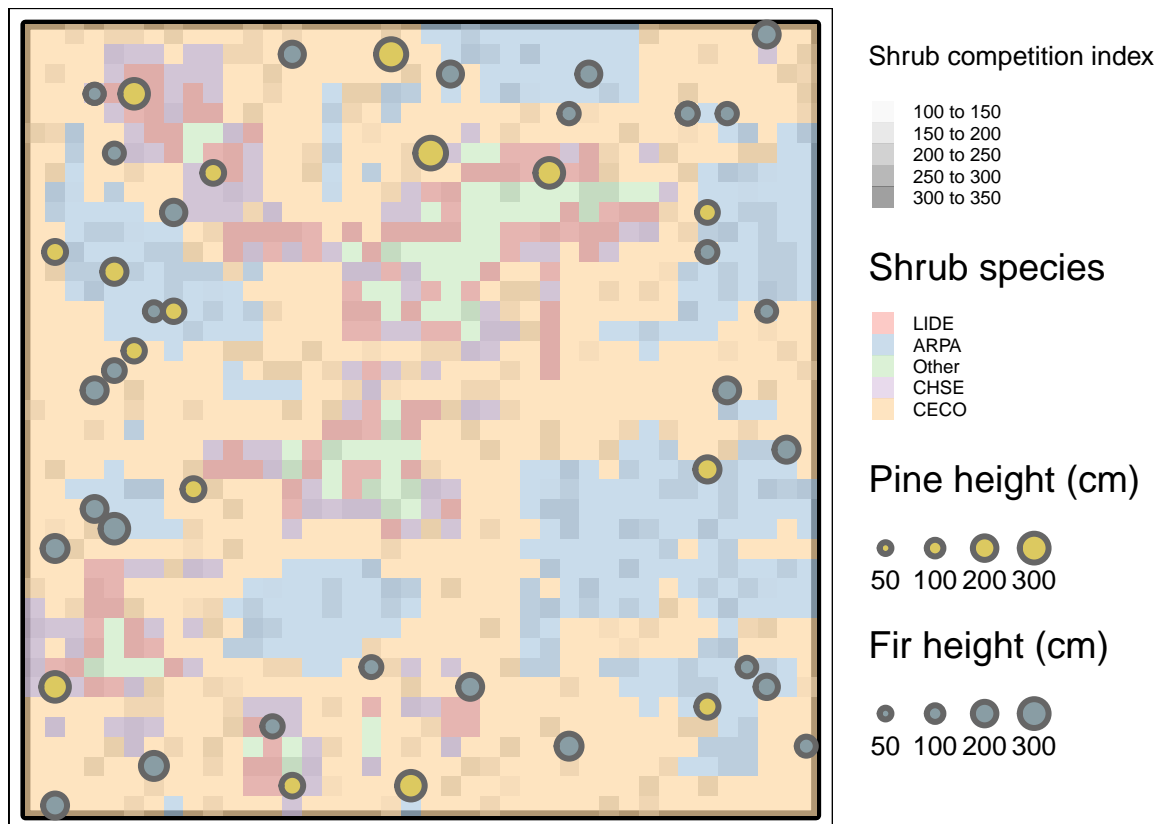 Shrub competition index
100 to 150
150 to 200
200 to 250
250 to 300
300 to 350
Shrub species
LIDE
ARPA
Other
CHSE
CECO
Pine height (cm)
50 100 200 300
Fir height (cm)
50 100 200 300